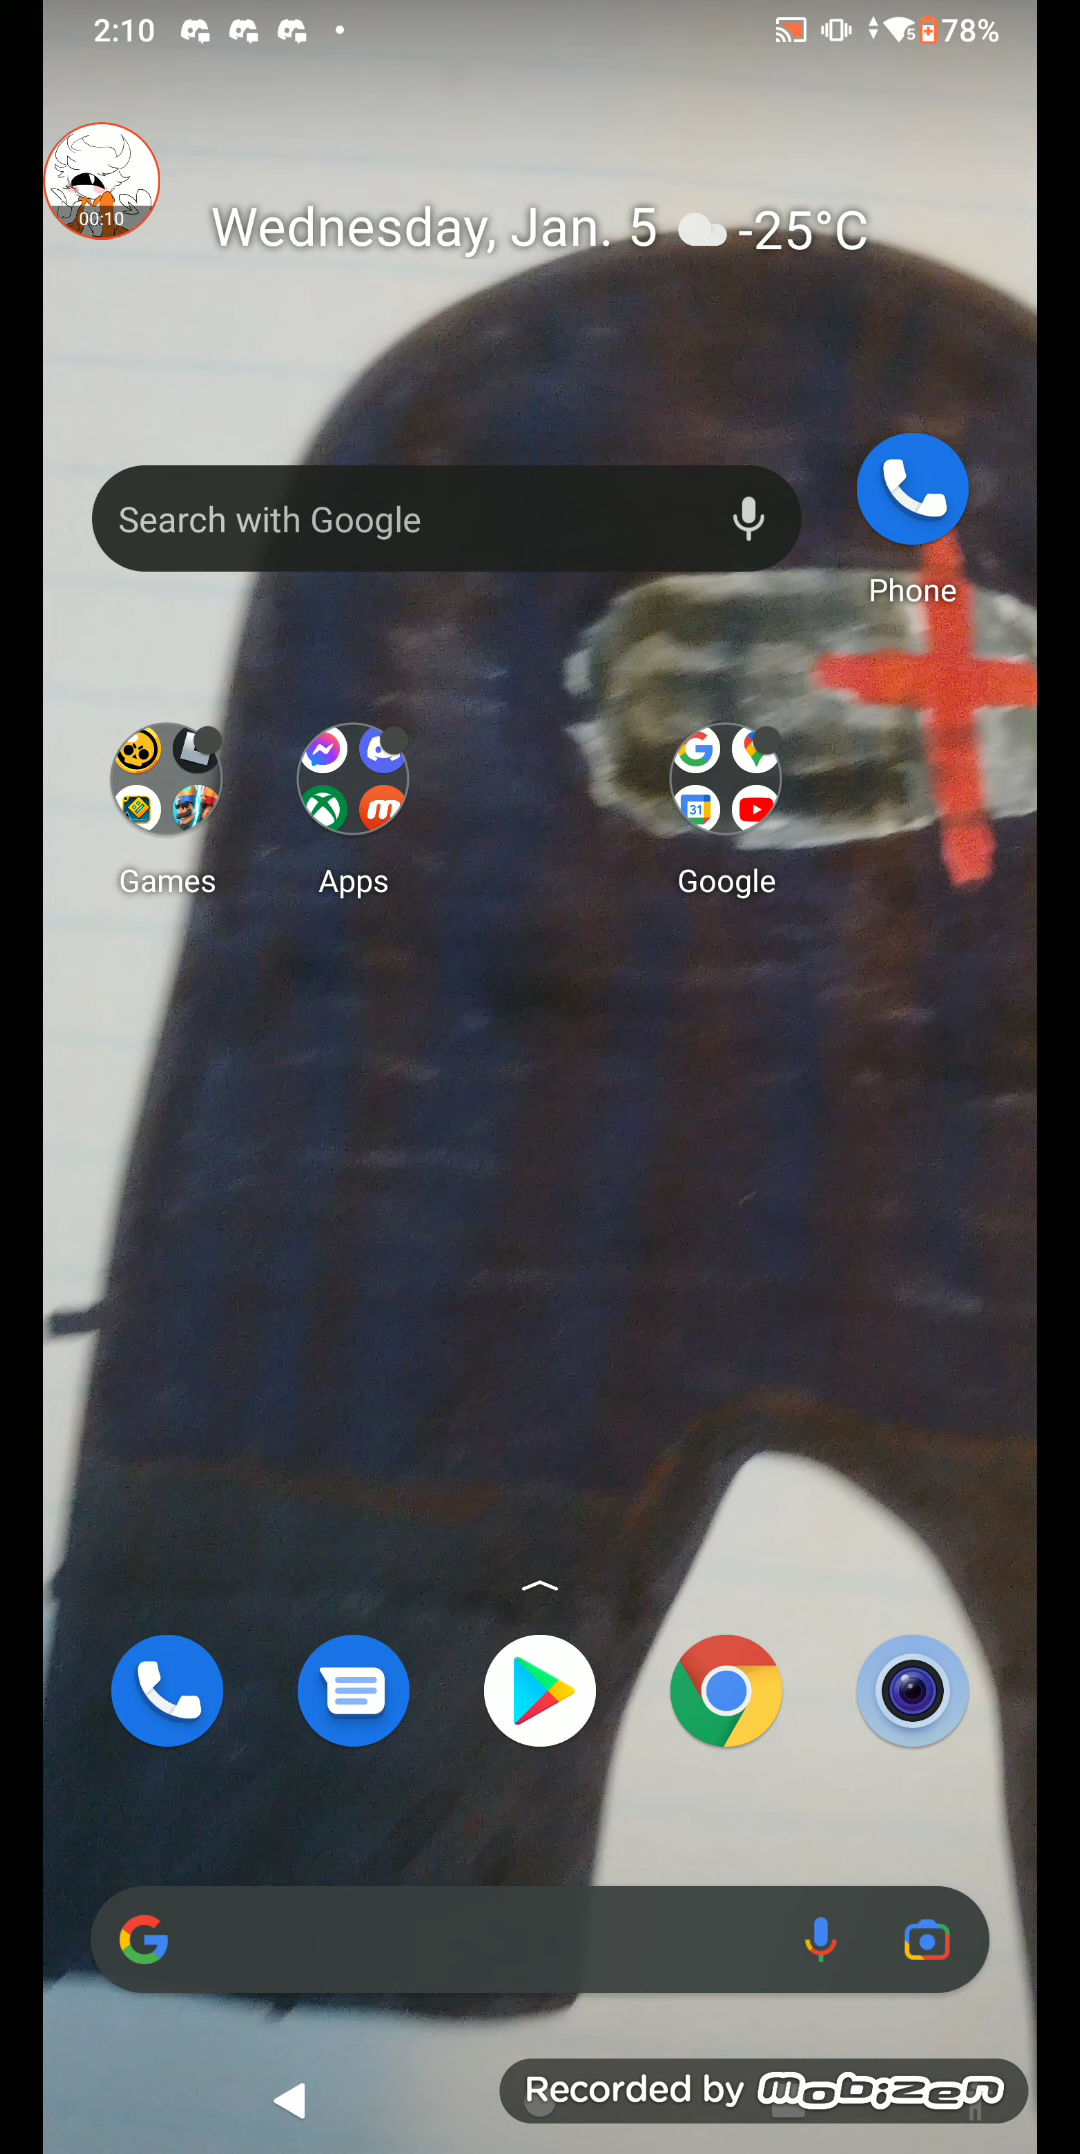 2:10
5
78%
00:10
Wednesday, Jan. 5
-25°C
Search with Google
Phone
31
Games
Apps
Google
Recorded by mobizen